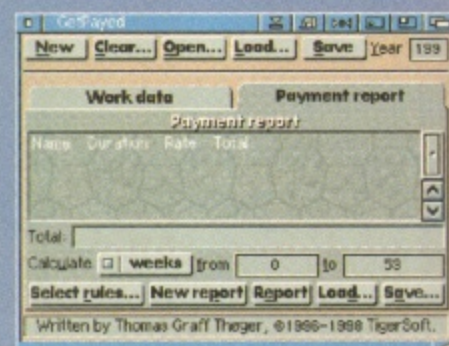 GetPayed
New Clear... Open... Load... Save Year 199
Work data Payment report
Payment report
Name Duration Rate Total
Total:
Calculate weeks from 0 to 53
Select rules... New report Report Load... Save...
Written by Thomas Graff Thøger, ©1996-1998 TigerSoft.